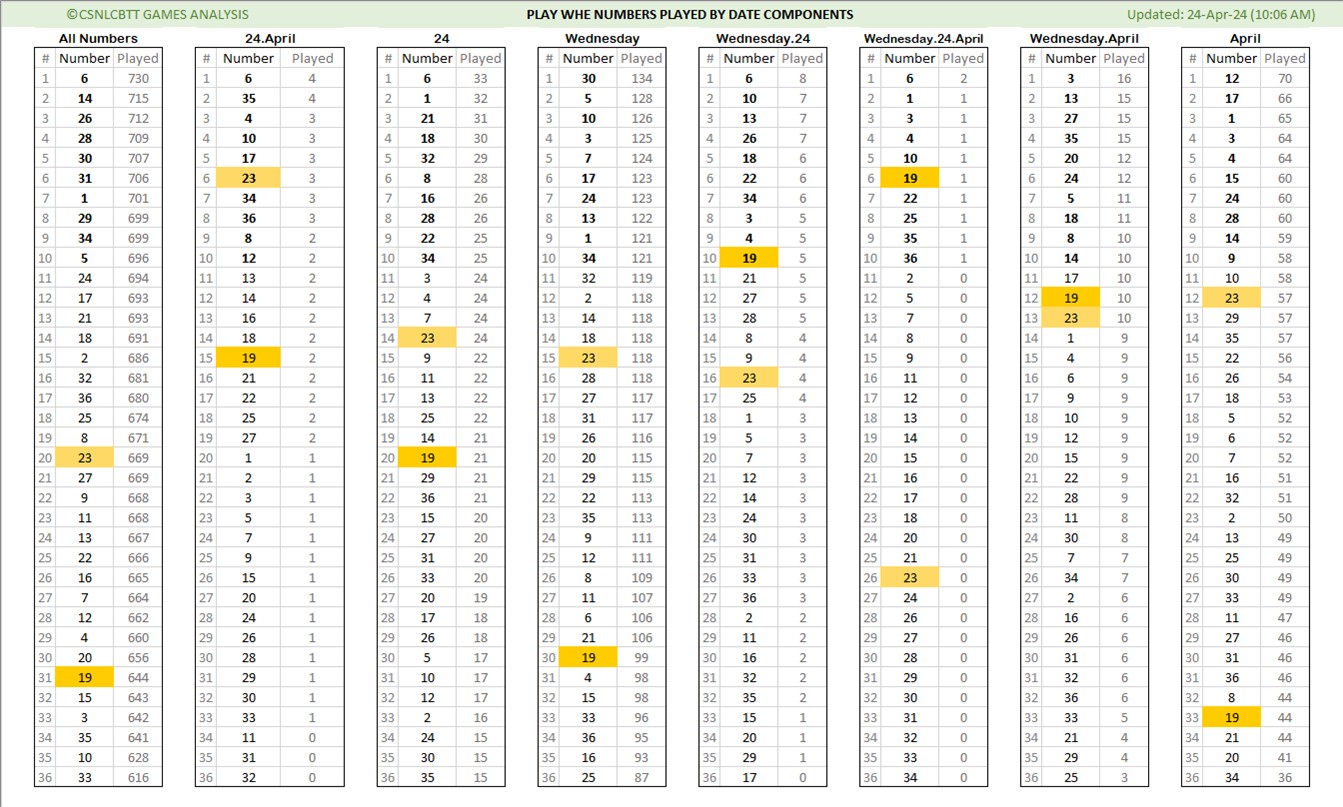 ©CSNLCBTT GAMES ANALYSIS PLAY WHE NUMBERS PLAYED BY DATE COMPONENTS Updated: 24-Apr-24 (10:06 AM)
All Numbers 24.April 24 Wednesday Wednesday.24 Wednesday.24.April Wednesday.April April
# Number Played # Number Played # Number Played # Number Played # Number Played # Number Played # Number Played # Number Played
1 6 730 1 6 4 1 6 33 1 30 134 1 6 8 1 6 2 1 3 16 1 12 70
2 14 715 2 35 4 2 1 32 2 5 128 2 10 7 2 1 1 2 13 15 2 17 66
3 26 712 3 4 3 3 21 31 3 10 126 3 13 7 3 3 1 3 27 15 3 1 65
4 28 709 4 10 3 4 18 30 4 3 125 4 26 7 4 4 1 4 35 15 4 3 64
5 30 707 5 17 3 5 32 29 5 7 124 5 18 6 5 10 1 5 20 12 5 4 64
6 31 706 6 23 3 6 8 28 6 17 123 6 22 6 6 19 1 6 24 12 6 15 60
7 1 701 7 34 3 7 16 26 7 24 123 7 34 6 7 22 1 7 5 11 7 24 60
8 29 699 8 36 3 8 28 26 8 13 122 8 3 5 8 25 1 8 18 11 8 28 60
9 34 699 9 8 2 9 22 25 9 1 121 9 4 5 9 35 1 9 8 10 9 14 59
10 5 696 10 12 2 10 34 25 10 34 121 10 19 5 10 36 1 10 14 10 10 9 58
11 24 694 11 13 2 11 3 24 11 32 119 11 21 5 11 2 0 11 17 10 11 10 58
12 17 693 12 14 2 12 4 24 12 2 118 12 27 5 12 5 0 12 19 10 12 23 57
13 21 693 13 16 2 13 7 24 13 14 118 13 28 5 13 7 0 13 23 10 13 29 57
14 18 691 14 18 2 14 23 24 14 18 118 14 8 4 14 8 0 14 1 9 14 35 57
15 2 686 15 19 2 15 9 22 15 23 118 15 9 4 15 9 0 15 4 9 15 22 56
16 32 681 16 21 2 16 11 22 16 28 118 16 23 4 16 11 0 16 6 9 16 26 54
17 36 680 17 22 2 17 13 22 17 27 117 17 25 4 17 12 0 17 9 9 17 18 53
18 25 674 18 25 2 18 25 22 18 31 117 18 1 3 18 13 0 18 10 9 18 5 52
19 8 671 19 27 2 19 14 21 19 26 116 19 5 3 19 14 0 19 12 9 19 6 52
20 23 669 20 1 1 20 19 21 20 20 115 20 7 3 20 15 0 20 15 9 20 7 52
21 27 669 21 2 1 21 29 21 21 29 115 21 12 3 21 16 0 21 22 9 21 16 51
22 9 668 22 3 1 22 36 21 22 22 113 22 14 3 22 17 0 22 28 9 22 32 51
23 11 668 23 5 1 23 15 20 23 35 113 23 24 3 23 18 0 23 11 8 23 2 50
24 13 667 24 7 1 24 27 20 24 9 111 24 30 3 24 20 0 24 30 8 24 13 49
25 22 666 25 9 1 25 31 20 25 12 111 25 31 3 25 21 0 25 7 7 25 25 49
26 16 665 26 15 1 26 33 20 26 8 109 26 33 3 26 23 0 26 34 7 26 30 49
27 7 664 27 20 1 27 20 19 27 11 107 27 36 3 27 24 0 27 2 6 27 33 49
28 12 662 28 24 1 28 17 18 28 6 106 28 2 2 28 26 0 28 16 6 28 11 47
29 4 660 29 26 1 29 26 18 29 21 106 29 11 2 29 27 0 29 26 6 29 27 46
30 20 656 30 28 1 30 5 17 30 19 99 30 16 2 30 28 0 30 31 6 30 31 46
31 19 644 31 29 1 31 10 17 31 4 98 31 32 2 31 29 0 31 32 6 31 36 46
32 15 643 32 30 1 32 12 17 32 15 98 32 35 2 32 30 0 32 36 6 32 8 44
33 3 642 33 33 1 33 2 16 33 33 96 33 15 1 33 31 0 33 33 5 33 19 44
34 35 641 34 11 0 34 24 15 34 36 95 34 20 1 34 32 0 34 21 4 34 21 44
35 10 628 35 31 0 35 30 15 35 16 93 35 29 1 35 33 0 35 29 4 35 20 41
36 33 616 36 32 0 36 35 15 36 25 87 36 17 0 36 34 0 36 25 3 36 34 36